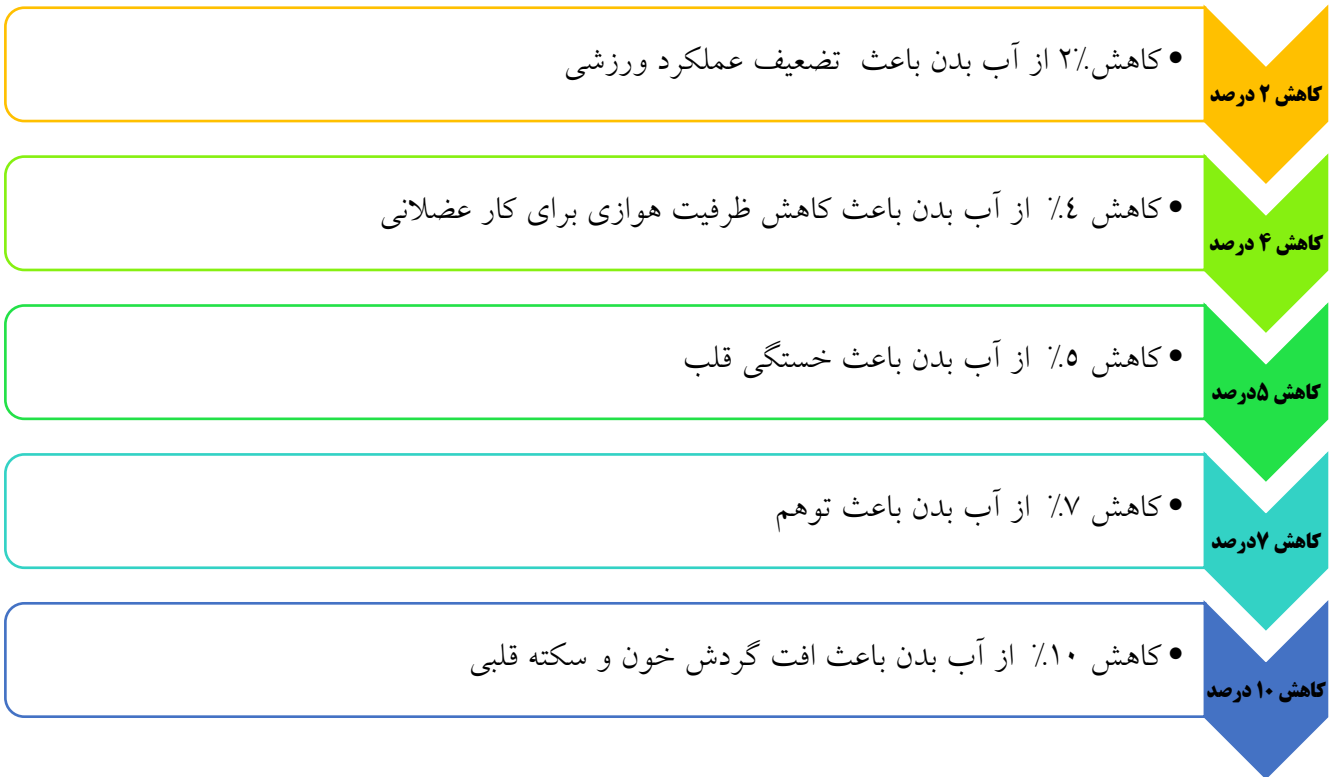 کاهش ۲ درصد
• کاهش٪۲ از آب بدن باعث  تضعیف عملکرد ورزشی
کاهش ۴ درصد
• کاهش ٤٪ از آب بدن باعث کاهش ظرفیت هوازی برای کار عضلانی
کاهش ۵درصد
• کاهش ٥٪ از آب بدن باعث خستگی قلب
کاهش ۷درصد
• کاهش ۷٪ از آب بدن باعث توهم
کاهش ۱۰ درصد
• کاهش ۱۰٪ از آب بدن باعث افت گردش خون و سکته قلبی